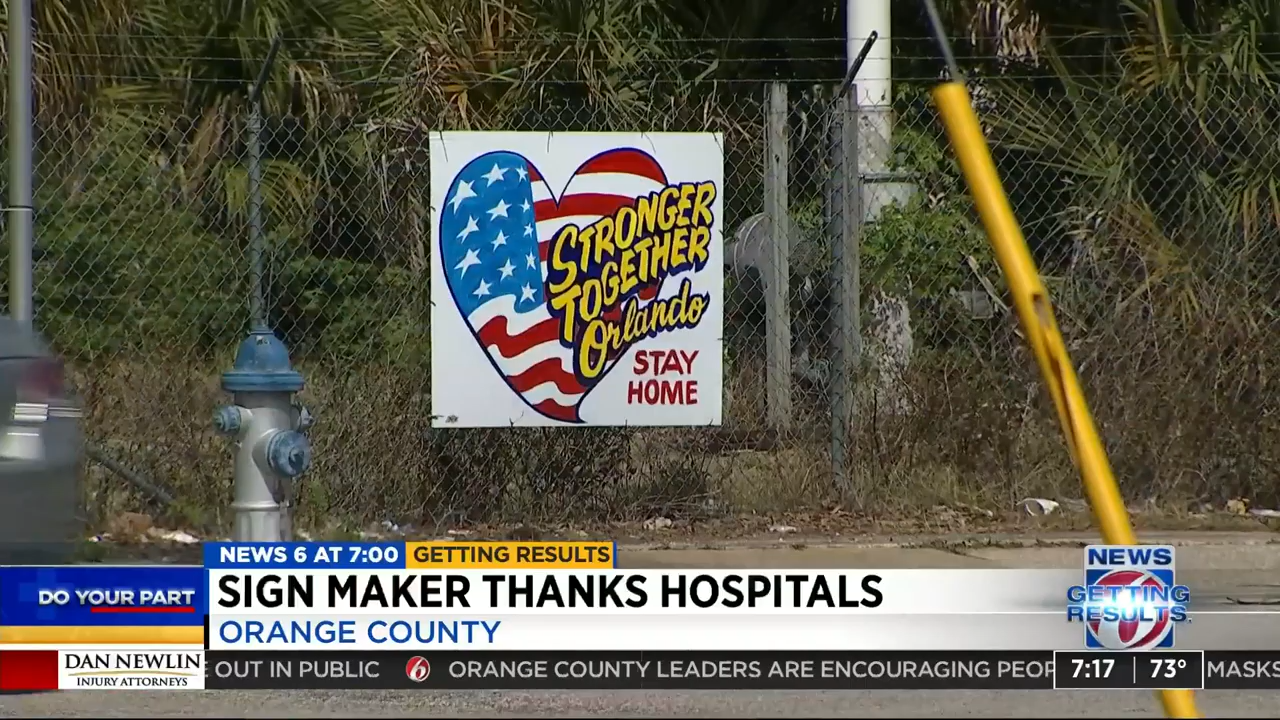 STRONGER
TOGETHER
Orlando
STAY
HOME
NEWS 6 AT 7:00 GETTING RESULTS
DO YOUR PART
SIGN MAKER THANKS HOSPITALS
ORANGE COUNTY
NEWS
6
GETTING
RESULTS
DAN NEWLIN
INJURY ATTORNEYS
OUT IN PUBLIC 6 ORANGE COUNTY LEADERS ARE ENCOURAGING PEOP
7:17 73°
MASKS